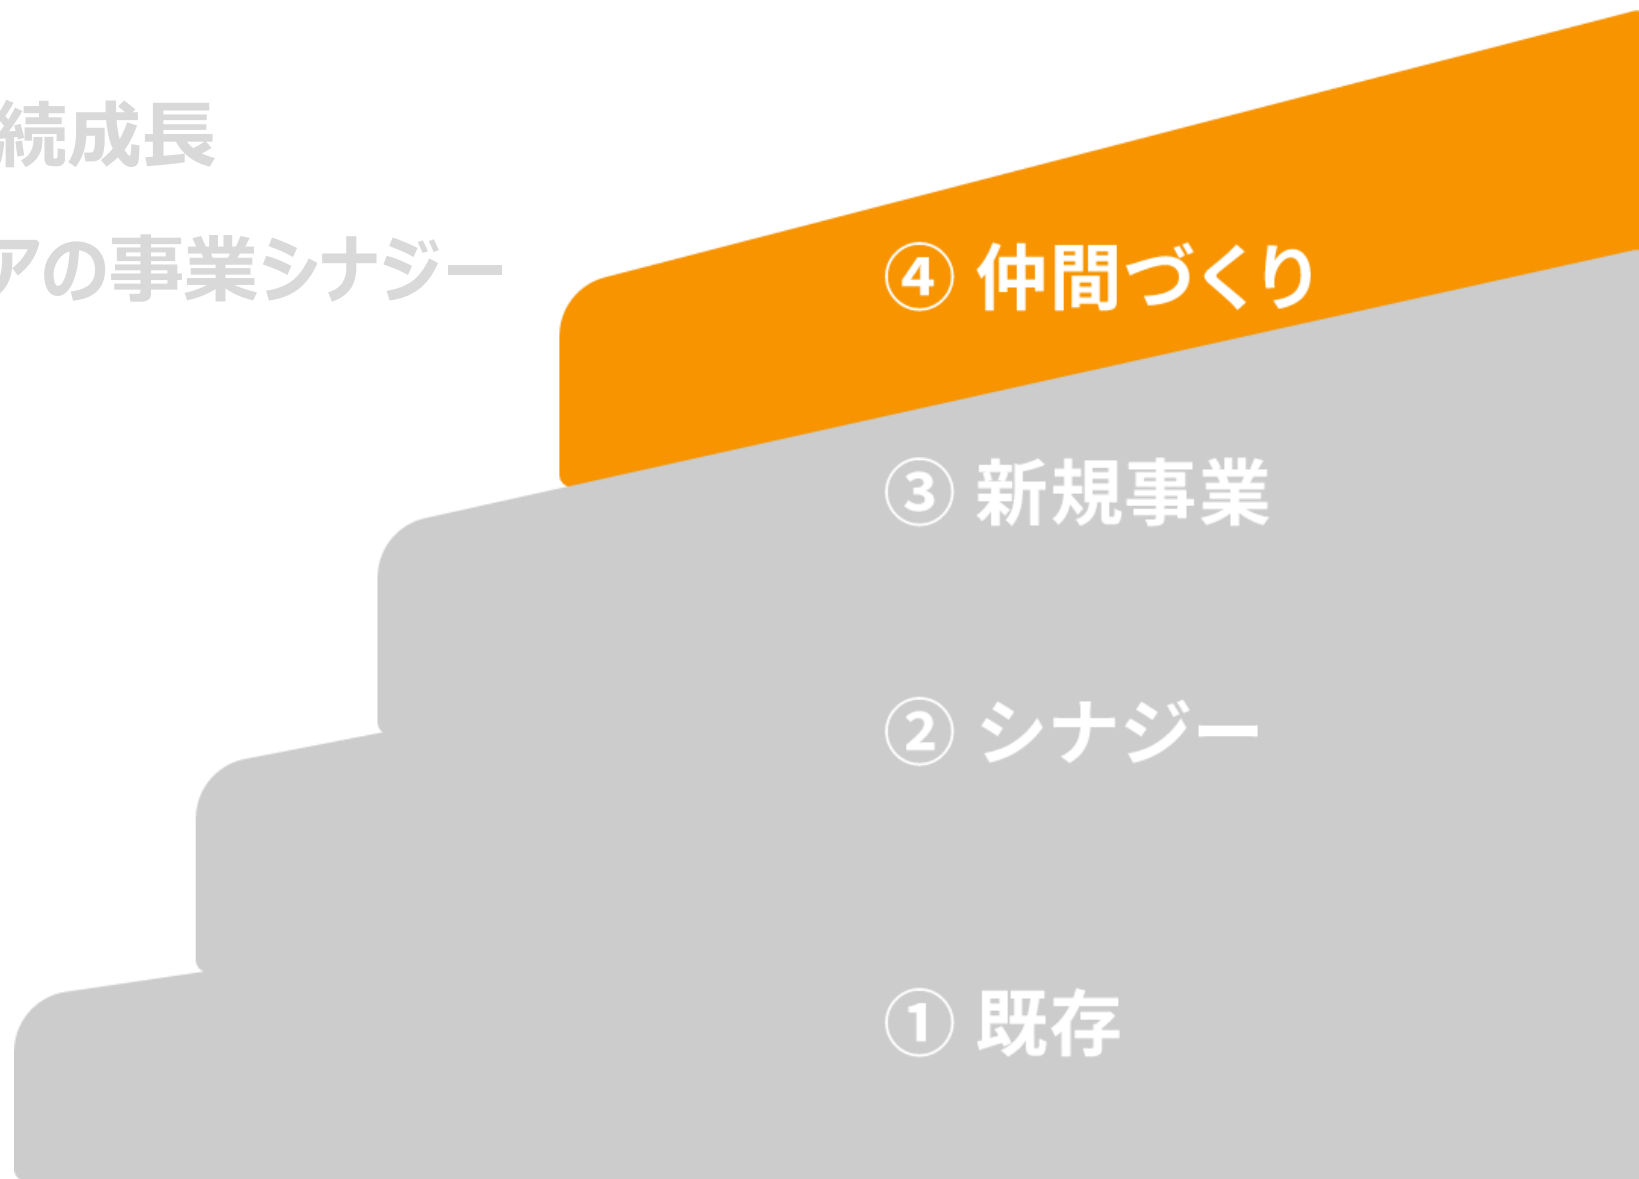 続成長
アの事業シナジー
④ 仲間づくり
③ 新規事業
② シナジー
① 既存